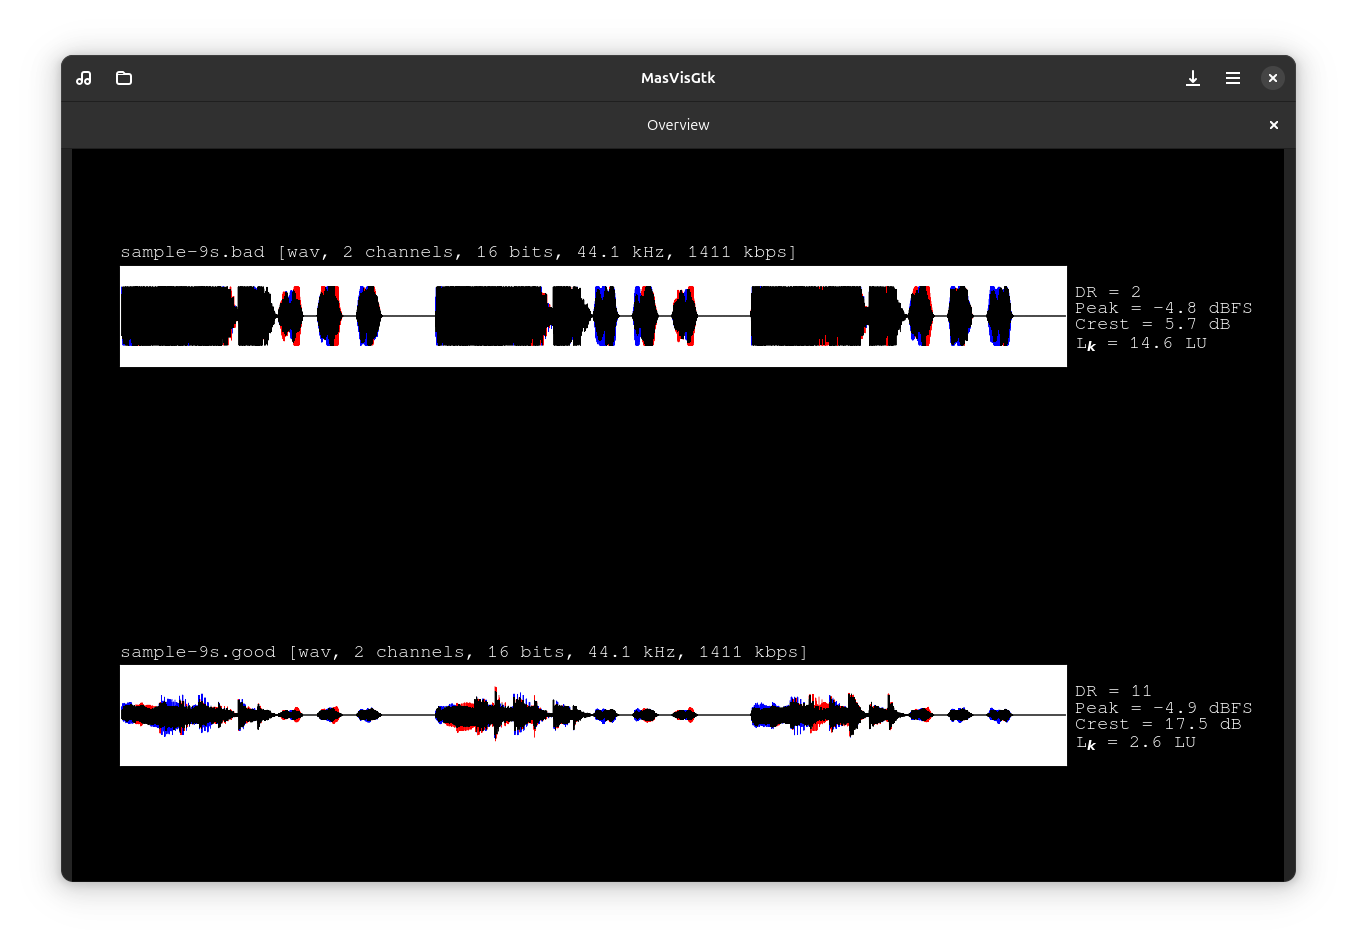 MasVisGtk
Overview
sample-9s.bad [wav, 2 channels, 16 bits, 44.1 kHz, 1411 kbps]
DR = 2
Peak = -4.8 dBFS
Crest = 5.7 dB
Lk = 14.6 LU
sample-9s.good [wav, 2 channels, 16 bits, 44.1 kHz, 1411 kbps]
DR = 11
Peak = -4.9 dBFS
Crest = 17.5 dB
Lk = 2.6 LU